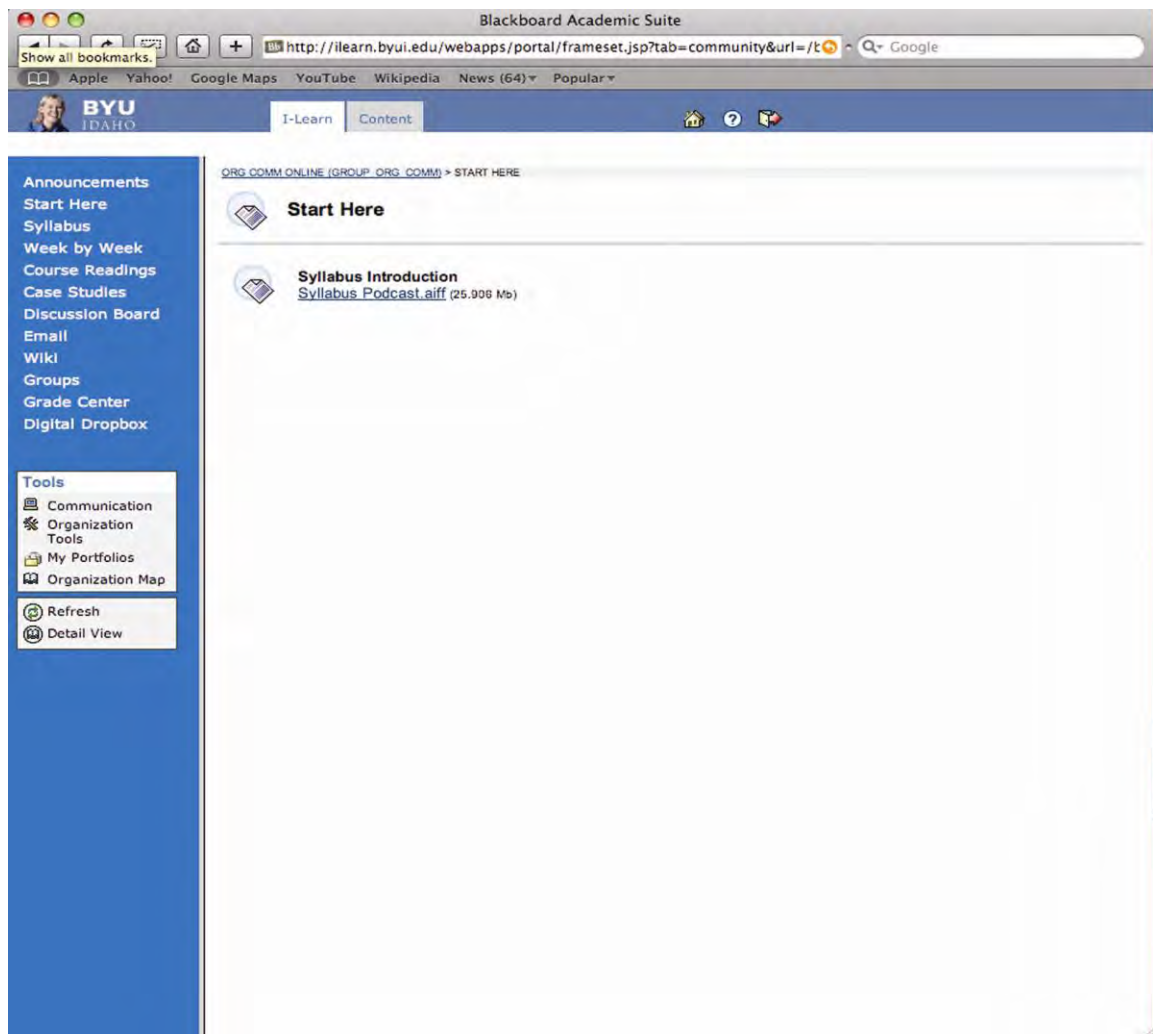 Blackboard Academic Suite
Show all bookmarks.
http://ilearn.byui.edu/webapps/portal/frameset.jsp?tab=community&url=/b
Google
Apple Yahoo! Google Maps YouTube Wikipedia News (64) Popular
BYU
IDAHO
I-Learn Content
Announcements
Start Here
Syllabus
Week by Week
Course Readings
Case Studies
Discussion Board
Email
Wiki
Groups
Grade Center
Digital Dropbox
Tools
Communication
Organization
Tools
My Portfolios
Organization Map
Refresh
Detail View
ORG COMM ONLINE (GROUP_ORG_COMM) > START HERE
Start Here
Syllabus Introduction
Syllabus Podcast.aiff (25.906 Mb)